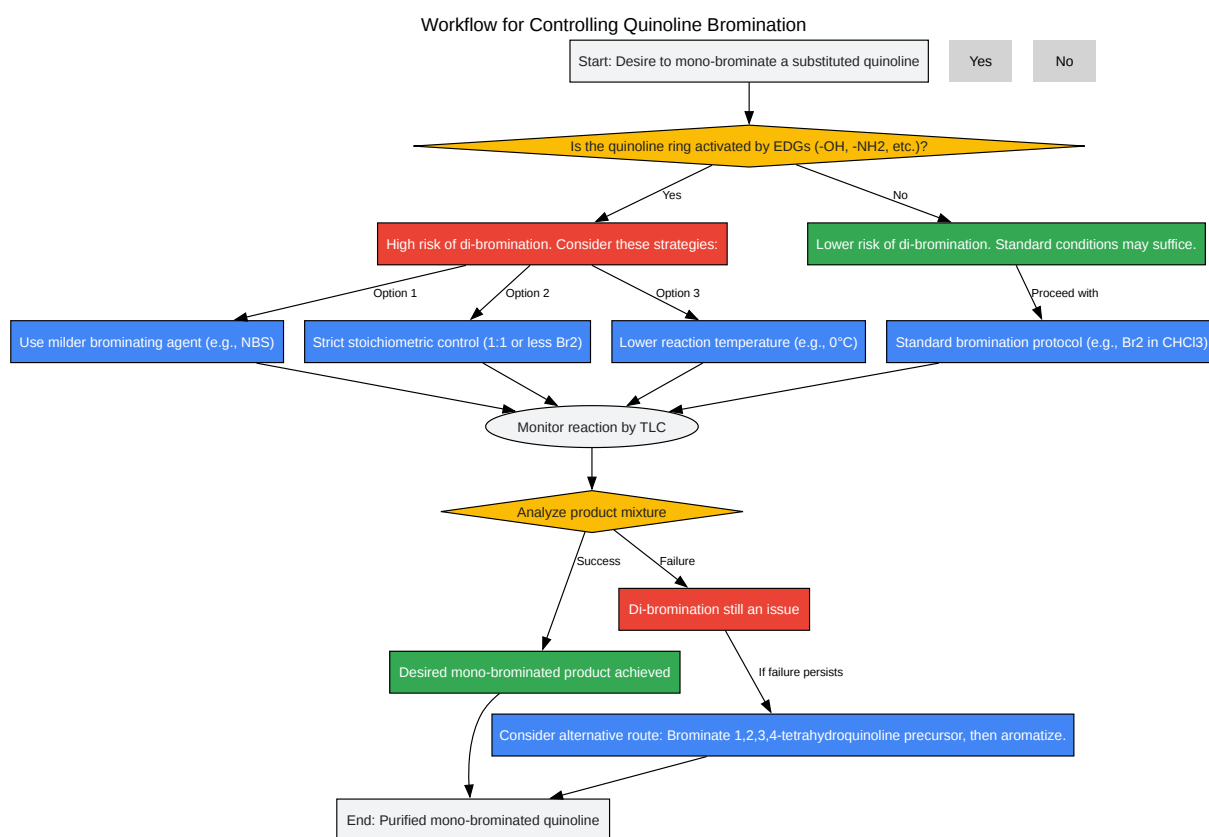 Workflow for Controlling Quinoline Bromination
Start: Desire to mono-brominate a substituted quinoline
Yes
No
Is the quinoline ring activated by EDGs (-OH, -NH2, etc.)?
Yes
No
High risk of di-bromination. Consider these strategies:
Lower risk of di-bromination. Standard conditions may suffice.
Option 1
Option 2
Option 3
Proceed with
Use milder brominating agent (e.g., NBS)
Strict stoichiometric control (1:1 or less Br2)
Lower reaction temperature (e.g., 0°C)
Standard bromination protocol (e.g., Br2 in CHCl3)
Monitor reaction by TLC
Analyze product mixture
Success
Failure
Di-bromination still an issue
Desired mono-brominated product achieved
If failure persists
Consider alternative route: Brominate 1,2,3,4-tetrahydroquinoline precursor, then aromatize.
End: Purified mono-brominated quinoline